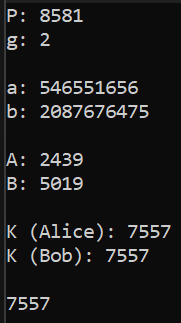 P: 8581
g: 2
a: 546551656
b: 2087676475
A: 2439
B: 5019
K (Alice): 7557
K (Bob): 7557
7557